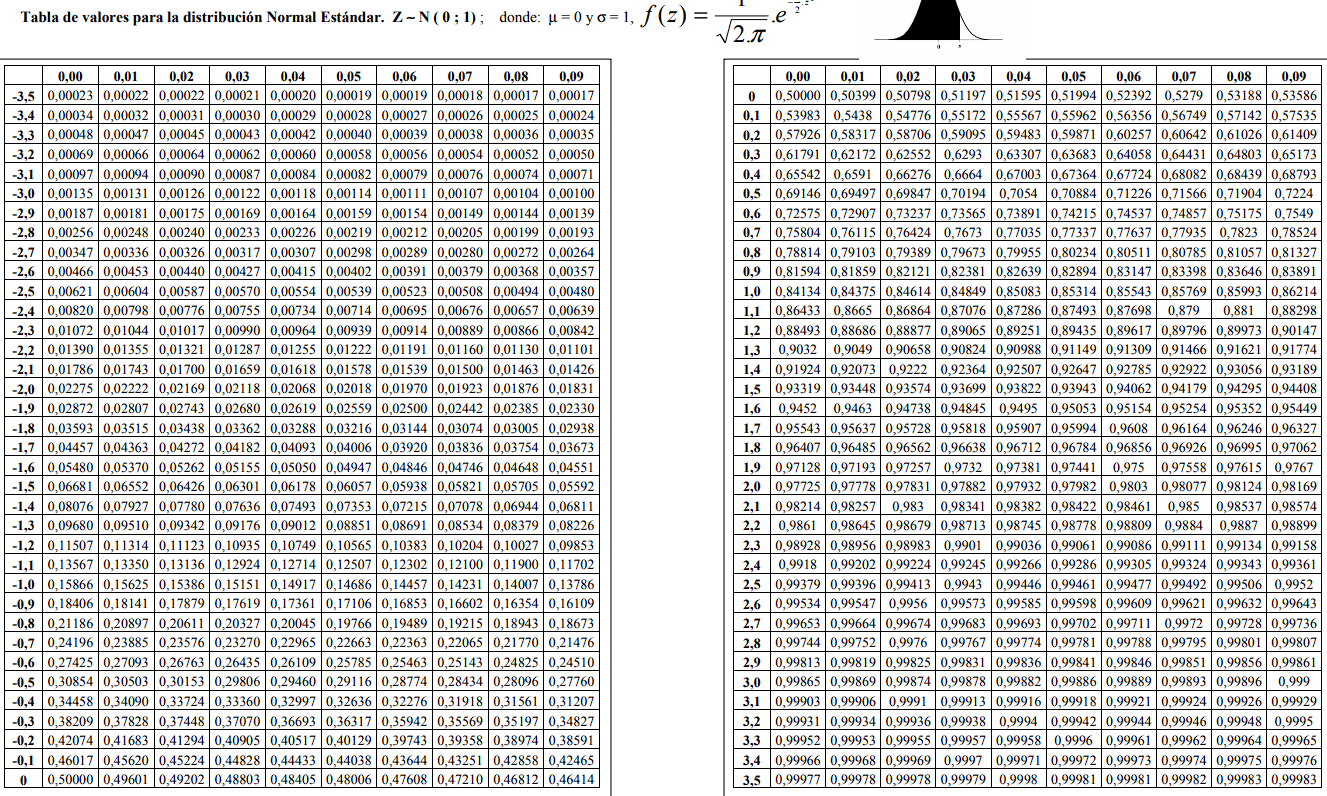 Tabla de valores para la distribución Normal Estándar. Z ~ N ( 0 ; 1) ; donde: μ = 0 y σ = 1, f (z) = 1 / √2.π .e
0 z
0,00 0,01 0,02 0,03 0,04 0,05 0,06 0,07 0,08 0,09
-3,5 0,00023 0,00022 0,00022 0,00021 0,00020 0,00019 0,00019 0,00018 0,00017 0,00017
-3,4 0,00034 0,00032 0,00031 0,00030 0,00029 0,00028 0,00027 0,00026 0,00025 0,00024
-3,3 0,00048 0,00047 0,00045 0,00043 0,00042 0,00040 0,00039 0,00038 0,00036 0,00035
-3,2 0,00069 0,00066 0,00064 0,00062 0,00060 0,00058 0,00056 0,00054 0,00052 0,00050
-3,1 0,00097 0,00094 0,00090 0,00087 0,00084 0,00082 0,00079 0,00076 0,00074 0,00071
-3,0 0,00135 0,00131 0,00126 0,00122 0,00118 0,00114 0,00111 0,00107 0,00104 0,00100
-2,9 0,00187 0,00181 0,00175 0,00169 0,00164 0,00159 0,00154 0,00149 0,00144 0,00139
-2,8 0,00256 0,00248 0,00240 0,00233 0,00226 0,00219 0,00212 0,00205 0,00199 0,00193
-2,7 0,00347 0,00336 0,00326 0,00317 0,00307 0,00298 0,00289 0,00280 0,00272 0,00264
-2,6 0,00466 0,00453 0,00440 0,00427 0,00415 0,00402 0,00391 0,00379 0,00368 0,00357
-2,5 0,00621 0,00604 0,00587 0,00570 0,00554 0,00539 0,00523 0,00508 0,00494 0,00480
-2,4 0,00820 0,00798 0,00776 0,00755 0,00734 0,00714 0,00695 0,00676 0,00657 0,00639
-2,3 0,01072 0,01044 0,01017 0,00990 0,00964 0,00939 0,00914 0,00889 0,00866 0,00842
-2,2 0,01390 0,01355 0,01321 0,01287 0,01255 0,01222 0,01191 0,01160 0,01130 0,01101
-2,1 0,01786 0,01743 0,01700 0,01659 0,01618 0,01578 0,01539 0,01500 0,01463 0,01426
-2,0 0,02275 0,02222 0,02169 0,02118 0,02068 0,02018 0,01970 0,01923 0,01876 0,01831
-1,9 0,02872 0,02807 0,02743 0,02680 0,02619 0,02559 0,02500 0,02442 0,02385 0,02330
-1,8 0,03593 0,03515 0,03438 0,03362 0,03288 0,03216 0,03144 0,03074 0,03005 0,02938
-1,7 0,04457 0,04363 0,04272 0,04182 0,04093 0,04006 0,03920 0,03836 0,03754 0,03673
-1,6 0,05480 0,05370 0,05262 0,05155 0,05050 0,04947 0,04846 0,04746 0,04648 0,04551
-1,5 0,06681 0,06552 0,06426 0,06301 0,06178 0,06057 0,05938 0,05821 0,05705 0,05592
-1,4 0,08076 0,07927 0,07780 0,07636 0,07493 0,07353 0,07215 0,07078 0,06944 0,06811
-1,3 0,09680 0,09510 0,09342 0,09176 0,09012 0,08851 0,08691 0,08534 0,08379 0,08226
-1,2 0,11507 0,11314 0,11123 0,10935 0,10749 0,10565 0,10383 0,10204 0,10027 0,09853
-1,1 0,13567 0,13350 0,13136 0,12924 0,12714 0,12507 0,12302 0,12100 0,11900 0,11702
-1,0 0,15866 0,15625 0,15386 0,15151 0,14917 0,14686 0,14457 0,14231 0,14007 0,13786
-0,9 0,18406 0,18141 0,17879 0,17619 0,17361 0,17106 0,16853 0,16602 0,16354 0,16109
-0,8 0,21186 0,20897 0,20611 0,20327 0,20045 0,19766 0,19489 0,19215 0,18943 0,18673
-0,7 0,24196 0,23885 0,23576 0,23270 0,22965 0,22663 0,22363 0,22065 0,21770 0,21476
-0,6 0,27425 0,27093 0,26763 0,26435 0,26109 0,25785 0,25463 0,25143 0,24825 0,24510
-0,5 0,30854 0,30503 0,30153 0,29806 0,29460 0,29116 0,28774 0,28434 0,28096 0,27760
-0,4 0,34458 0,34090 0,33724 0,33360 0,32997 0,32636 0,32276 0,31918 0,31561 0,31207
-0,3 0,38209 0,37828 0,37448 0,37070 0,36693 0,36317 0,35942 0,35569 0,35197 0,34827
-0,2 0,42074 0,41683 0,41294 0,40905 0,40517 0,40129 0,39743 0,39358 0,38974 0,38591
-0,1 0,46017 0,45620 0,45224 0,44828 0,44433 0,44038 0,43644 0,43251 0,42858 0,42465
0 0,50000 0,49601 0,49202 0,48803 0,48405 0,48006 0,47608 0,47210 0,46812 0,46414
0,00 0,01 0,02 0,03 0,04 0,05 0,06 0,07 0,08 0,09
0 0,50000 0,50399 0,50798 0,51197 0,51595 0,51994 0,52392 0,5279 0,53188 0,53586
0,1 0,53983 0,5438 0,54776 0,55172 0,55567 0,55962 0,56356 0,56749 0,57142 0,57535
0,2 0,57926 0,58317 0,58706 0,59095 0,59483 0,59871 0,60257 0,60642 0,61026 0,61409
0,3 0,61791 0,62172 0,62552 0,6293 0,63307 0,63683 0,64058 0,64431 0,64803 0,65173
0,4 0,65542 0,6591 0,66276 0,6664 0,67003 0,67364 0,67724 0,68082 0,68439 0,68793
0,5 0,69146 0,69497 0,69847 0,70194 0,7054 0,70884 0,71226 0,71566 0,71904 0,7224
0,6 0,72575 0,72907 0,73237 0,73565 0,73891 0,74215 0,74537 0,74857 0,75175 0,7549
0,7 0,75804 0,76115 0,76424 0,7673 0,77035 0,77337 0,77637 0,77935 0,7823 0,78524
0,8 0,78814 0,79103 0,79389 0,79673 0,79955 0,80234 0,80511 0,80785 0,81057 0,81327
0,9 0,81594 0,81859 0,82121 0,82381 0,82639 0,82894 0,83147 0,83398 0,83646 0,83891
1,0 0,84134 0,84375 0,84614 0,84849 0,85083 0,85314 0,85543 0,85769 0,85993 0,86214
1,1 0,86433 0,8665 0,86864 0,87076 0,87286 0,87493 0,87698 0,879 0,881 0,88298
1,2 0,88493 0,88686 0,88877 0,89065 0,89251 0,89435 0,89617 0,89796 0,89973 0,90147
1,3 0,9032 0,9049 0,90658 0,90824 0,90988 0,91149 0,91309 0,91466 0,91621 0,91774
1,4 0,91924 0,92073 0,9222 0,92364 0,92507 0,92647 0,92785 0,92922 0,93056 0,93189
1,5 0,93319 0,93448 0,93574 0,93699 0,93822 0,93943 0,94062 0,94179 0,94295 0,94408
1,6 0,9452 0,9463 0,94738 0,94845 0,9495 0,95053 0,95154 0,95254 0,95352 0,95449
1,7 0,95543 0,95637 0,95728 0,95818 0,95907 0,95994 0,9608 0,96164 0,96246 0,96327
1,8 0,96407 0,96485 0,96562 0,96638 0,96712 0,96784 0,96856 0,96926 0,96995 0,97062
1,9 0,97128 0,97193 0,97257 0,9732 0,97381 0,97441 0,975 0,97558 0,97615 0,9767
2,0 0,97725 0,97778 0,97831 0,97882 0,97932 0,97982 0,9803 0,98077 0,98124 0,98169
2,1 0,98214 0,98257 0,983 0,98341 0,98382 0,98422 0,98461 0,985 0,98537 0,98574
2,2 0,9861 0,98645 0,98679 0,98713 0,98745 0,98778 0,98809 0,9884 0,9887 0,98899
2,3 0,98928 0,98956 0,98983 0,9901 0,99036 0,99061 0,99086 0,99111 0,99134 0,99158
2,4 0,9918 0,99202 0,99224 0,99245 0,99266 0,99286 0,99305 0,99324 0,99343 0,99361
2,5 0,99379 0,99396 0,99413 0,9943 0,99446 0,99461 0,99477 0,99492 0,99506 0,9952
2,6 0,99534 0,99547 0,9956 0,99573 0,99585 0,99598 0,99609 0,99621 0,99632 0,99643
2,7 0,99653 0,99664 0,99674 0,99683 0,99693 0,99702 0,99711 0,9972 0,99728 0,99736
2,8 0,99744 0,99752 0,9976 0,99767 0,99774 0,99781 0,99788 0,99795 0,99801 0,99807
2,9 0,99813 0,99819 0,99825 0,99831 0,99836 0,99841 0,99846 0,99851 0,99856 0,99861
3,0 0,99865 0,99869 0,99874 0,99878 0,99882 0,99886 0,99889 0,99893 0,99896 0,999
3,1 0,99903 0,99906 0,9991 0,99913 0,99916 0,99918 0,99921 0,99924 0,99926 0,99929
3,2 0,99931 0,99934 0,99936 0,99938 0,9994 0,99942 0,99944 0,99946 0,99948 0,9995
3,3 0,99952 0,99953 0,99955 0,99957 0,99958 0,9996 0,99961 0,99962 0,99964 0,99965
3,4 0,99966 0,99968 0,99969 0,9997 0,99971 0,99972 0,99973 0,99974 0,99975 0,99976
3,5 0,99977 0,99978 0,99978 0,99979 0,9998 0,99981 0,99981 0,99982 0,99983 0,99983